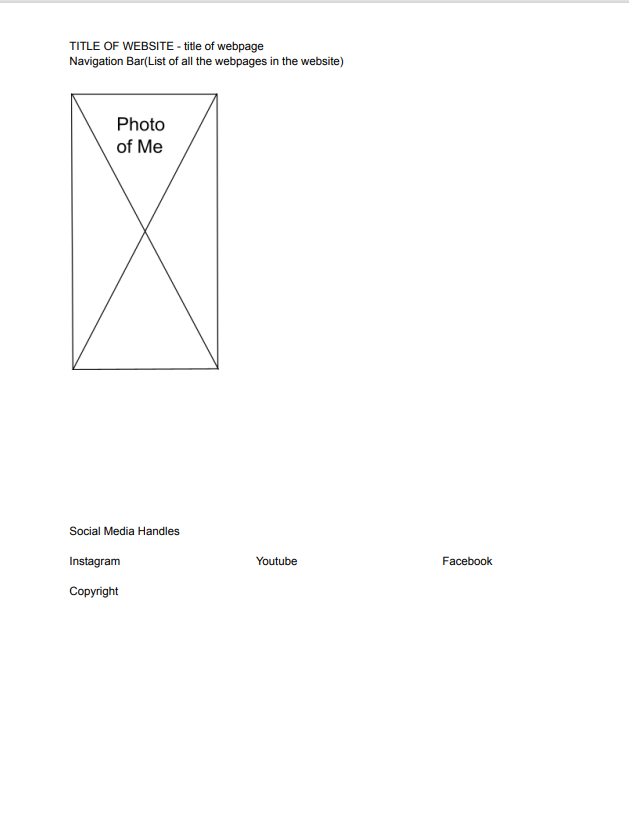 TITLE OF WEBSITE - title of webpage
Navigation Bar(List of all the webpages in the website)
Photo
of Me
Social Media Handles
Instagram Youtube Facebook
Copyright